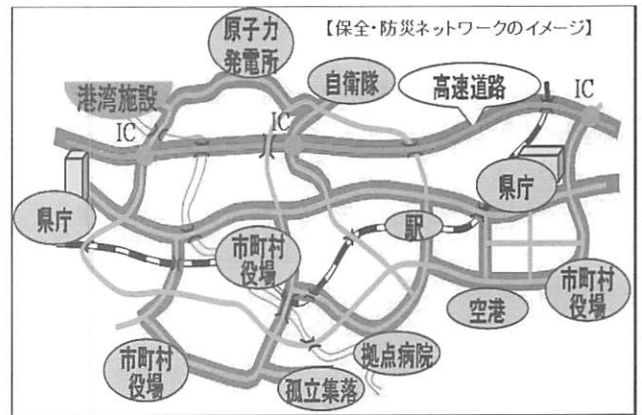 【保全・防災ネットワークのイメージ】
原子力
発電所
自衛隊
高速道路
港湾施設
IC
IC
IC
県庁
県庁
駅
市町村
役場
市町村
役場
空港
市町村
役場
拠点病院
孤立集落